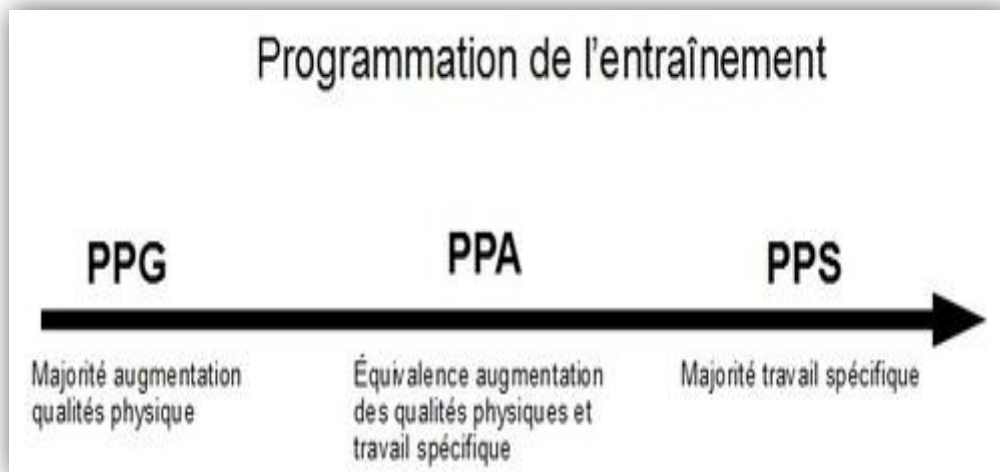 Programmation de l'entraînement
PPG
PPA
PPS
Majorité augmentation
qualités physique
Équivalence augmentation
des qualités physiques et
travail spécifique
Majorité travail spécifique